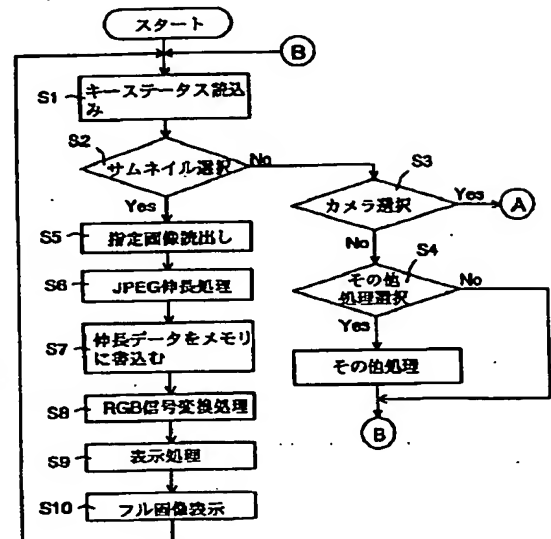 スタート
B
S1
キーステータス読込
み
S2
サムネイル選択
No
Yes
S3
カメラ選択
Yes
A
No
S4
その他
処理選択
No
Yes
その他処理
B
S5
指定画像読出し
S6
JPEG伸長処理
S7
伸長データをメモリ
に書込む
S8
RGB信号変換処理
S9
表示処理
S10
フル画像表示